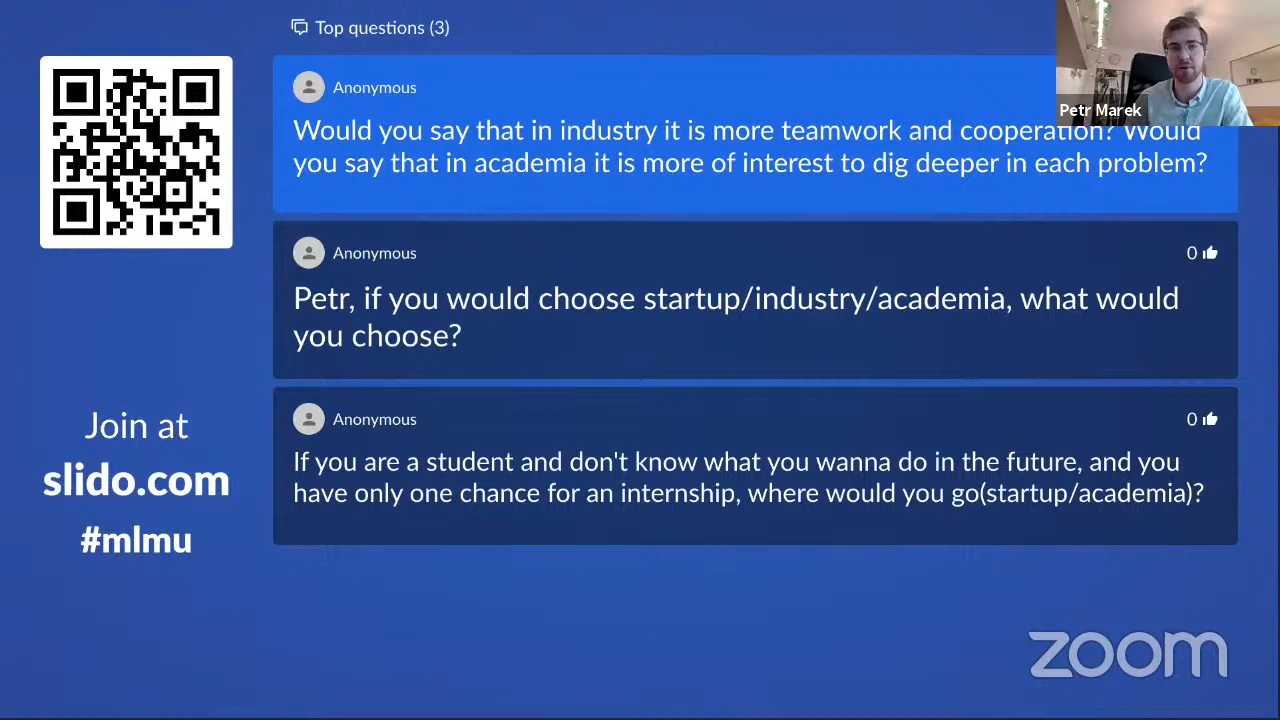 Top questions (3)
Anonymous
Would you say that in industry it is more teamwork and cooperation? Would
you say that in academia it is more of interest to dig deeper in each problem?
Petr Marek
Anonymous
0
Petr, if you would choose startup/industry/academia, what would
you choose?
Anonymous
0
If you are a student and don't know what you wanna do in the future, and you
have only one chance for an internship, where would you go(startup/academia)?
Join at
slido.com
#mlmu
zoom